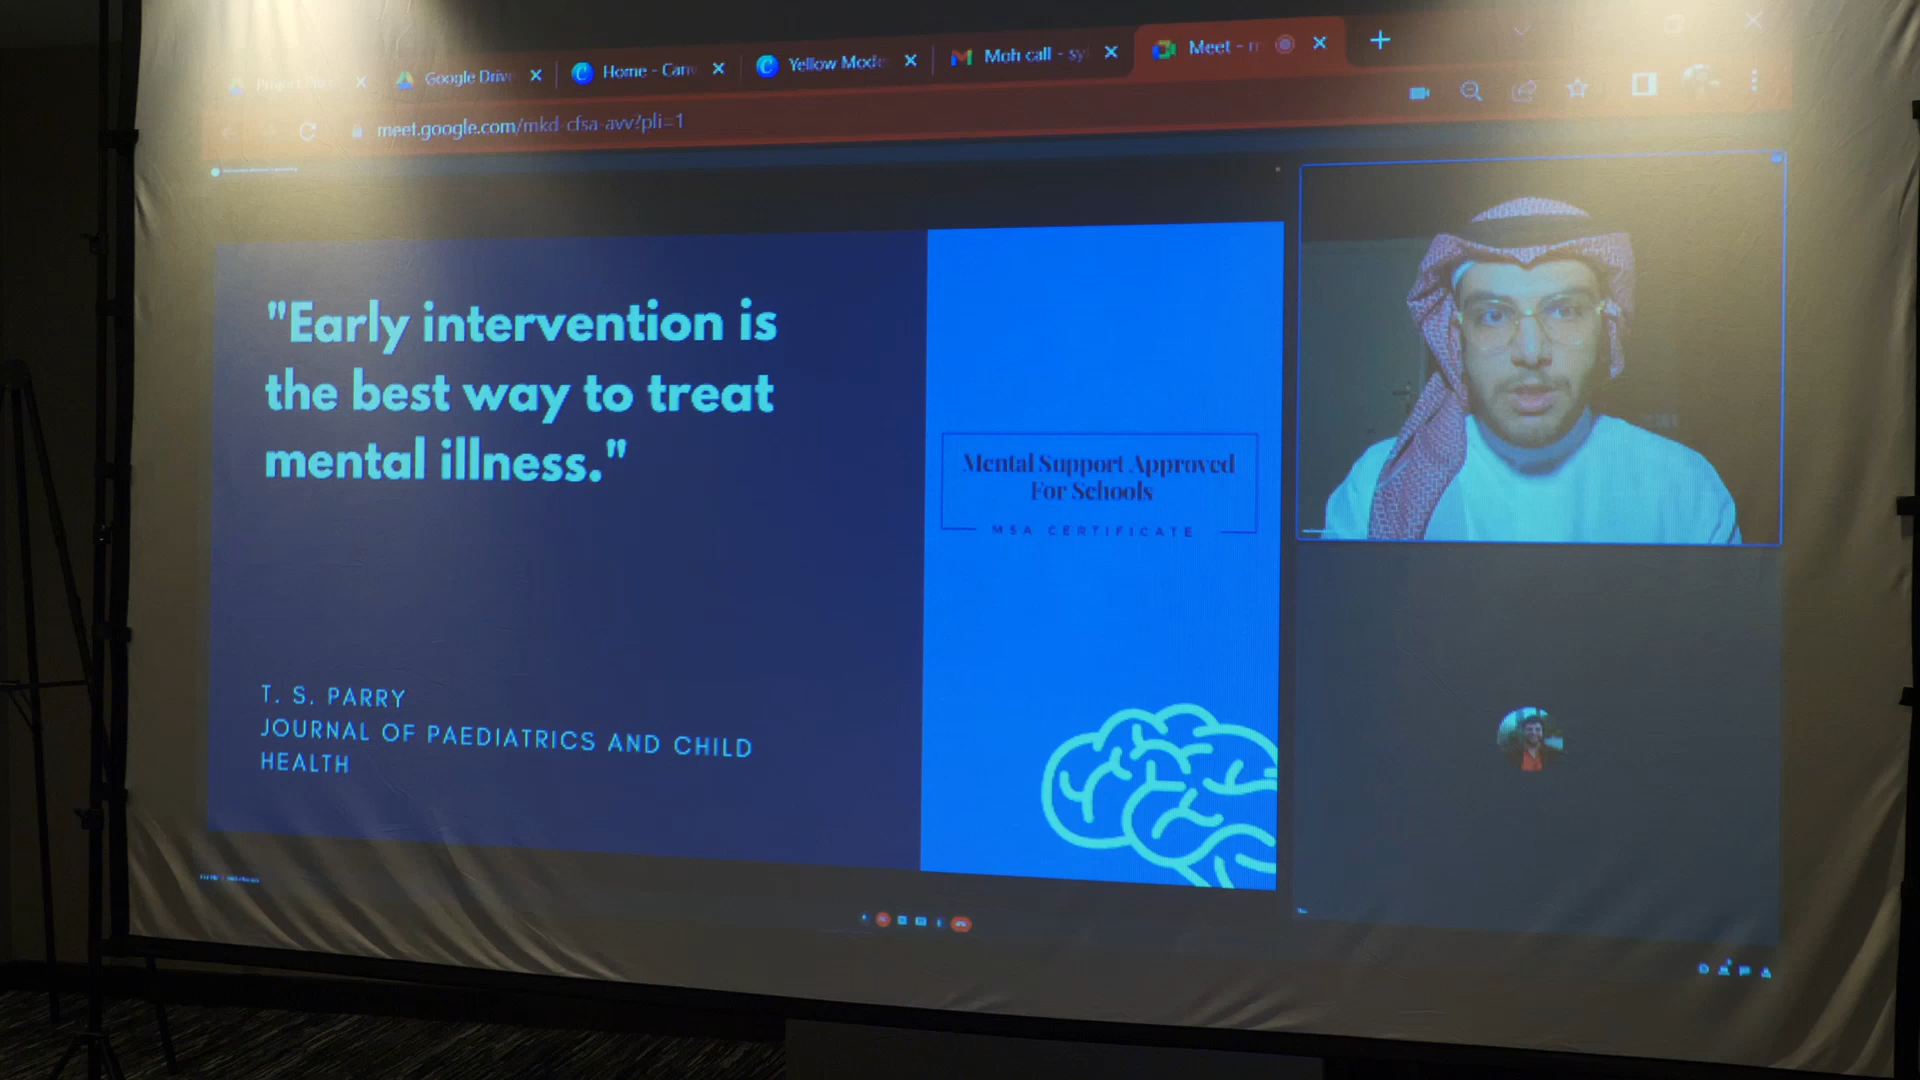 Google Driv
Home - Canv
Yellow Mode
Moh call - sy
Meet - m
meet.google.com/mkd-cfsa-avv?pli=1
"Early intervention is
the best way to treat
mental illness."
T. S. PARRY
JOURNAL OF PAEDIATRICS AND CHILD
HEALTH
Mental Support Approved
For Schools
MSA CERTIFICATE